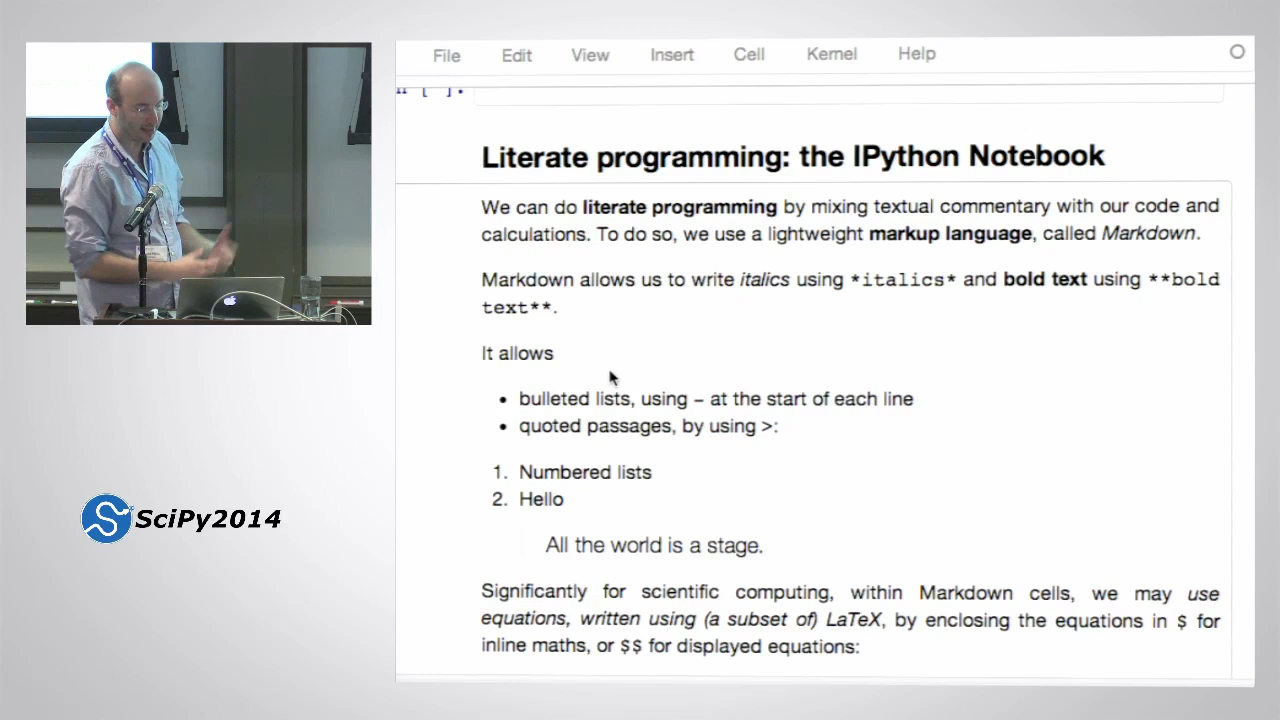 File Edit View Insert Cell Kernel Help
[ ]:
Literate programming: the IPython Notebook
We can do literate programming by mixing textual commentary with our code and
calculations. To do so, we use a lightweight markup language, called Markdown.
Markdown allows us to write italics using *italics* and bold text using **bold
text**.
It allows
• bulleted lists, using - at the start of each line
• quoted passages, by using >:
1. Numbered lists
2. Hello
All the world is a stage.
Significantly for scientific computing, within Markdown cells, we may use
equations, written using (a subset of) LaTeX, by enclosing the equations in $ for
inline maths, or $$ for displayed equations:
SciPy2014